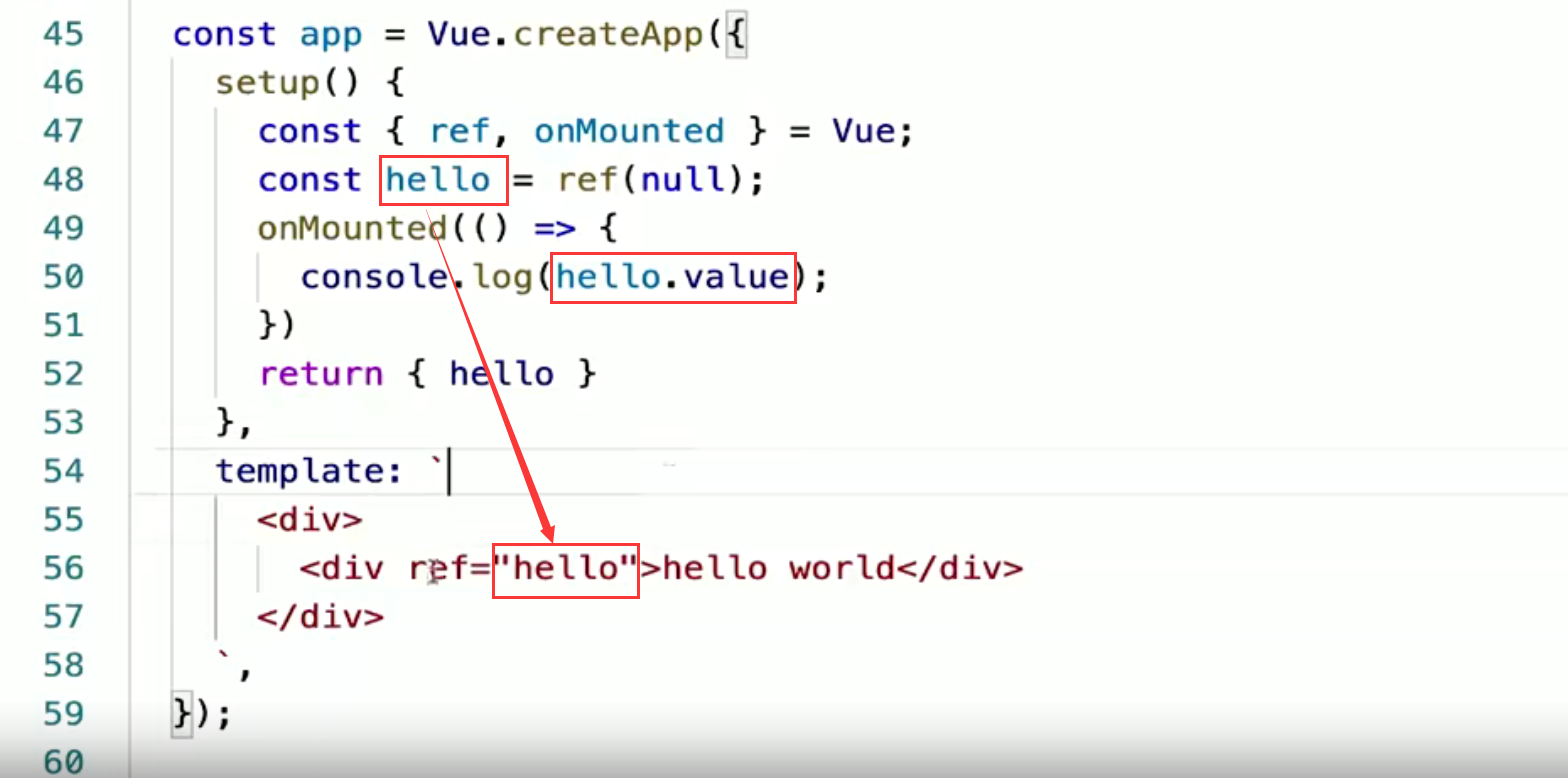 45 const app = Vue.createApp({
46 setup() {
47 const { ref, onMounted } = Vue;
48 const hello = ref(null);
49 onMounted(() => {
50 console.log(hello.value);
51 })
52 return { hello }
53 },
54 template: `
55 <div>
56 <div ref="hello">hello world</div>
57 </div>
58 `,
59 });
60